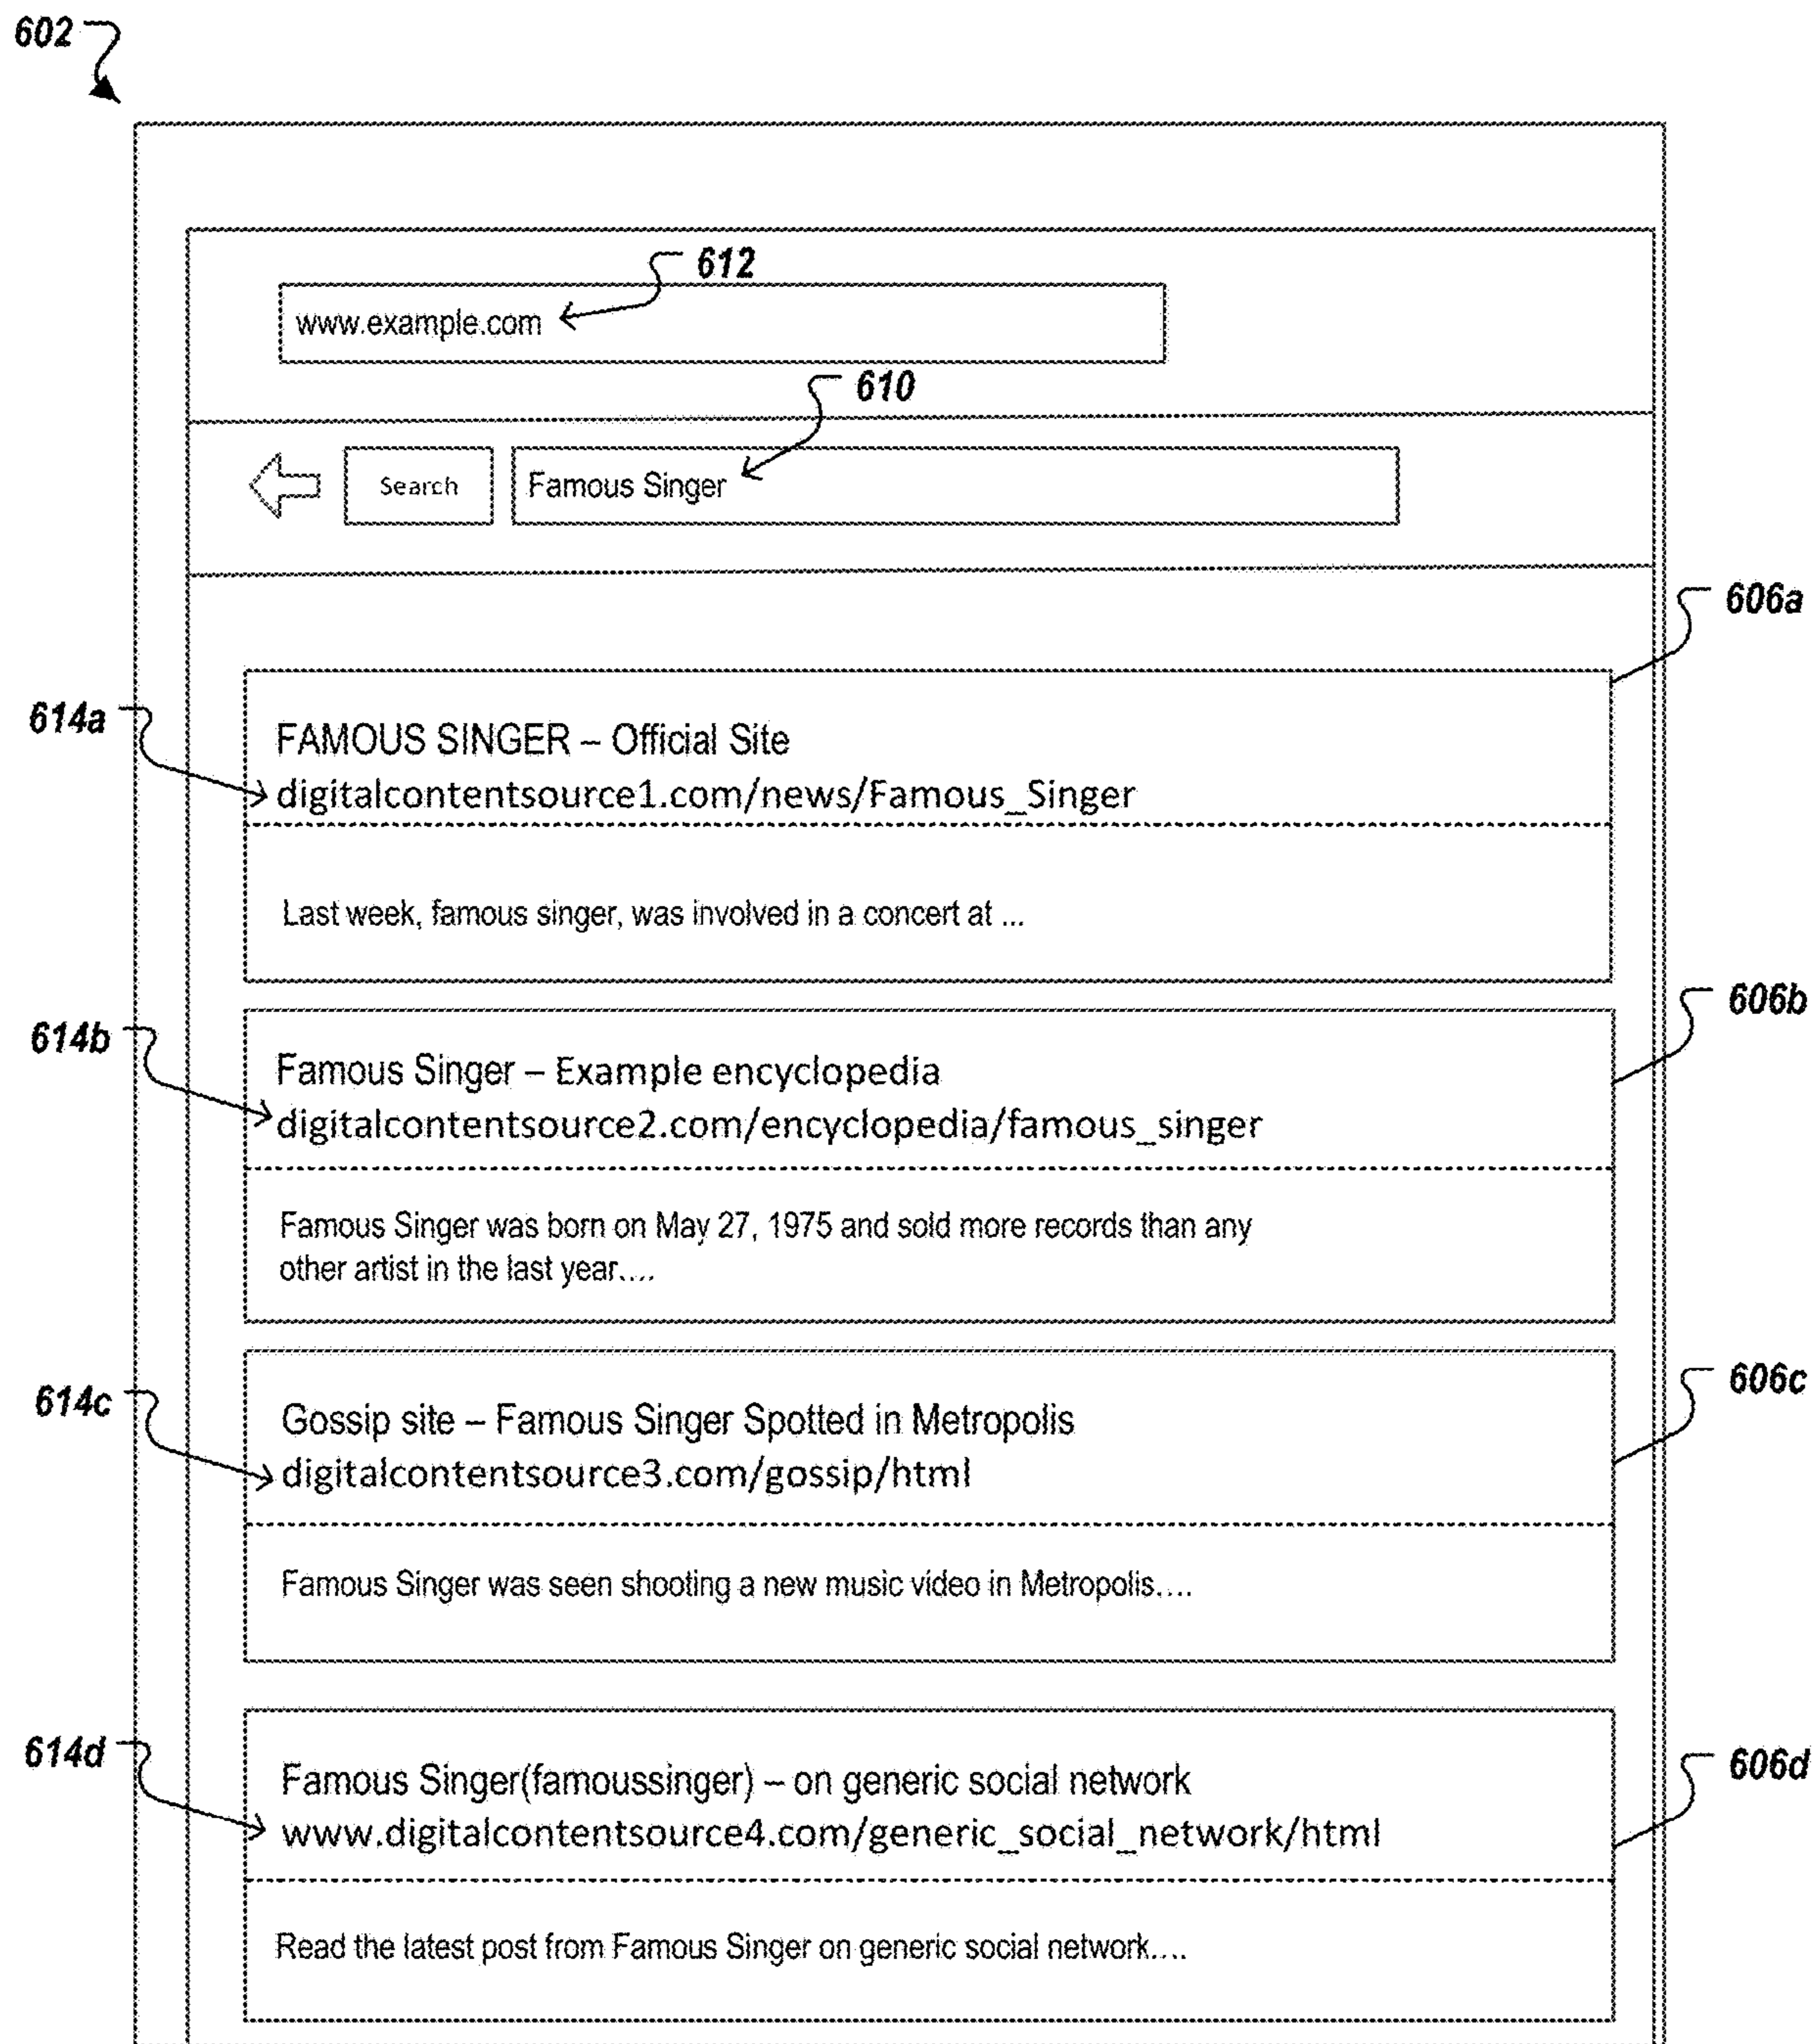 602
612
www.example.com
610
Search
Famous Singer
606a
614a
FAMOUS SINGER – Official Site
digitalcontentsource1.com/news/Famous_Singer
Last week, famous singer, was involved in a concert at ...
606b
614b
Famous Singer – Example encyclopedia
digitalcontentsource2.com/encyclopedia/famous_singer
Famous Singer was born on May 27, 1975 and sold more records than any
other artist in the last year....
606c
614c
Gossip site – Famous Singer Spotted in Metropolis
digitalcontentsource3.com/gossip/html
Famous Singer was seen shooting a new music video in Metropolis....
614d
606d
Famous Singer(famoussinger) – on generic social network
www.digitalcontentsource4.com/generic_social_network/html
Read the latest post from Famous Singer on generic social network....